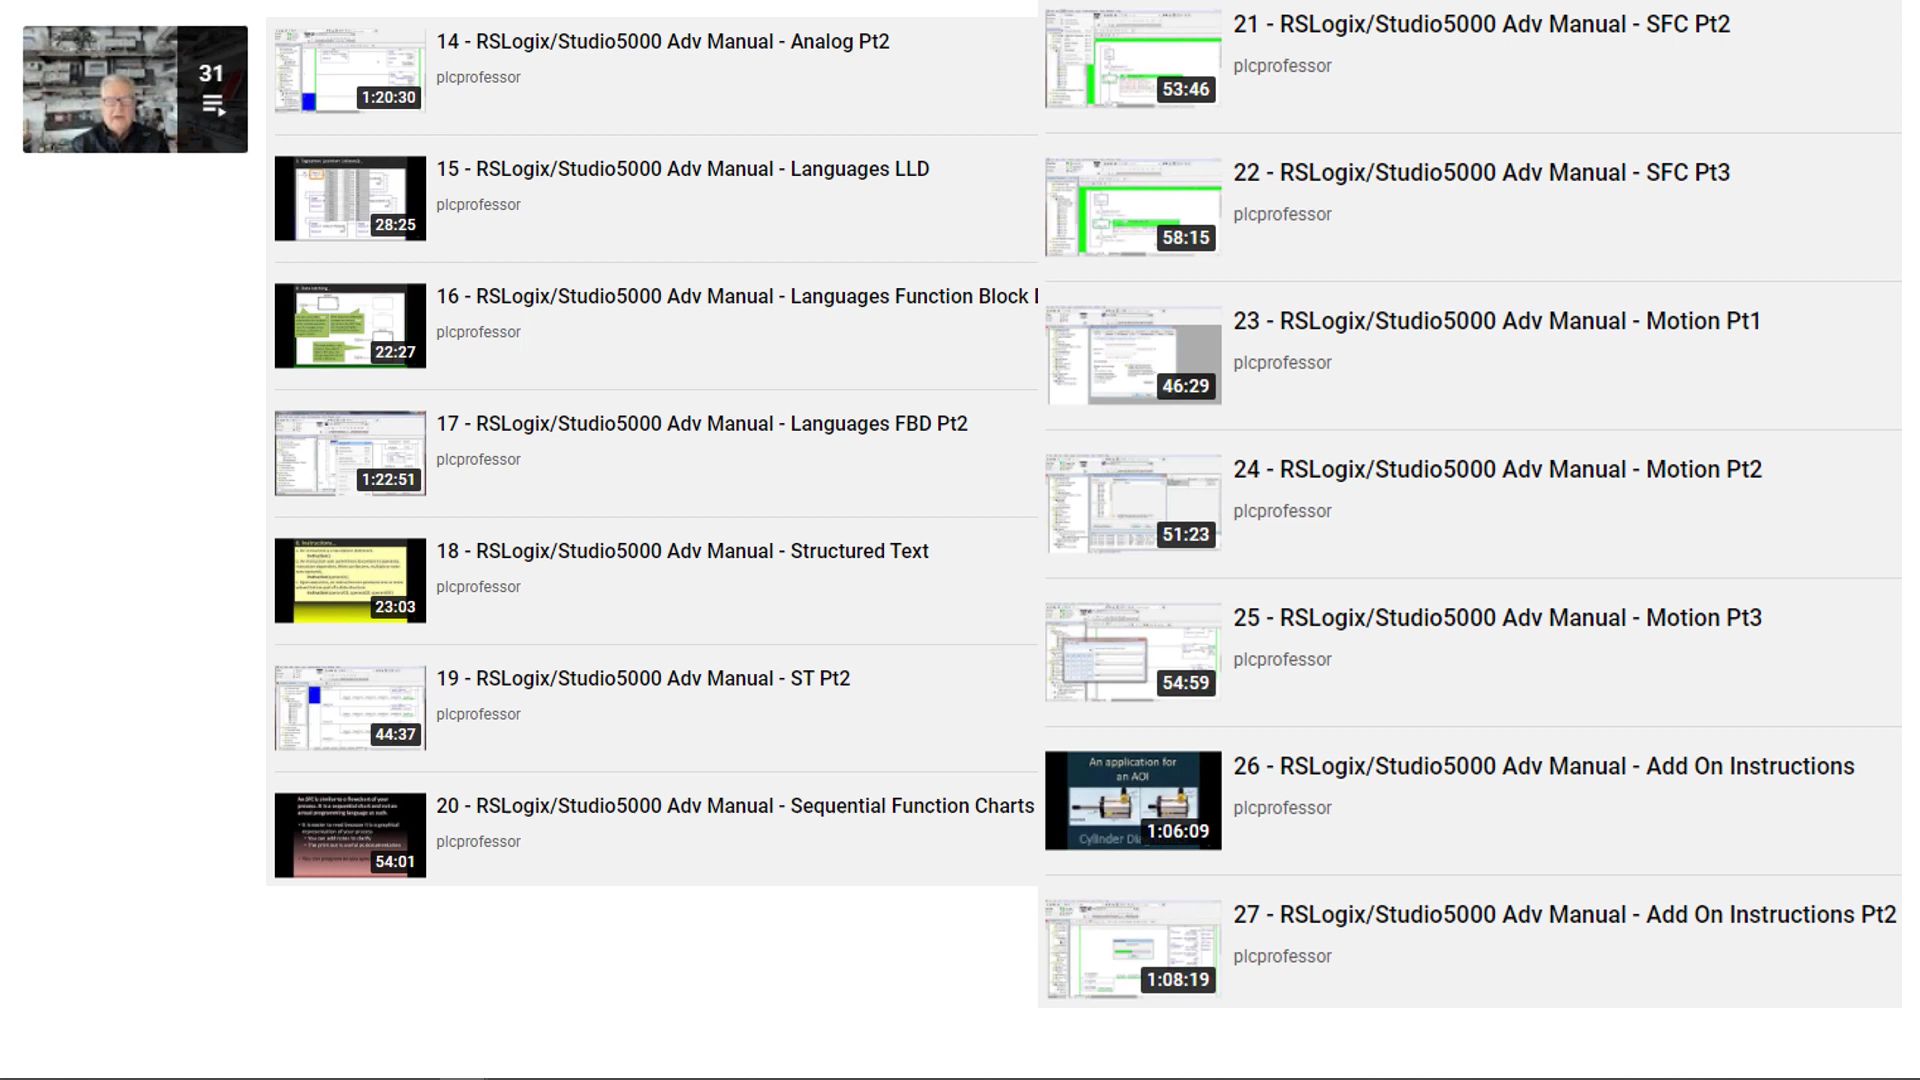 31
14 - RSLogix/Studio5000 Adv Manual - Analog Pt2
plcprofessor
1:20:30
15 - RSLogix/Studio5000 Adv Manual - Languages LLD
plcprofessor
28:25
16 - RSLogix/Studio5000 Adv Manual - Languages Function Block
plcprofessor
22:27
17 - RSLogix/Studio5000 Adv Manual - Languages FBD Pt2
plcprofessor
1:22:51
18 - RSLogix/Studio5000 Adv Manual - Structured Text
plcprofessor
23:03
19 - RSLogix/Studio5000 Adv Manual - ST Pt2
plcprofessor
44:37
20 - RSLogix/Studio5000 Adv Manual - Sequential Function Charts
plcprofessor
54:01
21 - RSLogix/Studio5000 Adv Manual - SFC Pt2
plcprofessor
53:46
22 - RSLogix/Studio5000 Adv Manual - SFC Pt3
plcprofessor
58:15
23 - RSLogix/Studio5000 Adv Manual - Motion Pt1
plcprofessor
46:29
24 - RSLogix/Studio5000 Adv Manual - Motion Pt2
plcprofessor
51:23
25 - RSLogix/Studio5000 Adv Manual - Motion Pt3
plcprofessor
54:59
26 - RSLogix/Studio5000 Adv Manual - Add On Instructions
plcprofessor
An application for
an AOI
Cylinder
1:06:09
27 - RSLogix/Studio5000 Adv Manual - Add On Instructions Pt2
plcprofessor
1:08:19